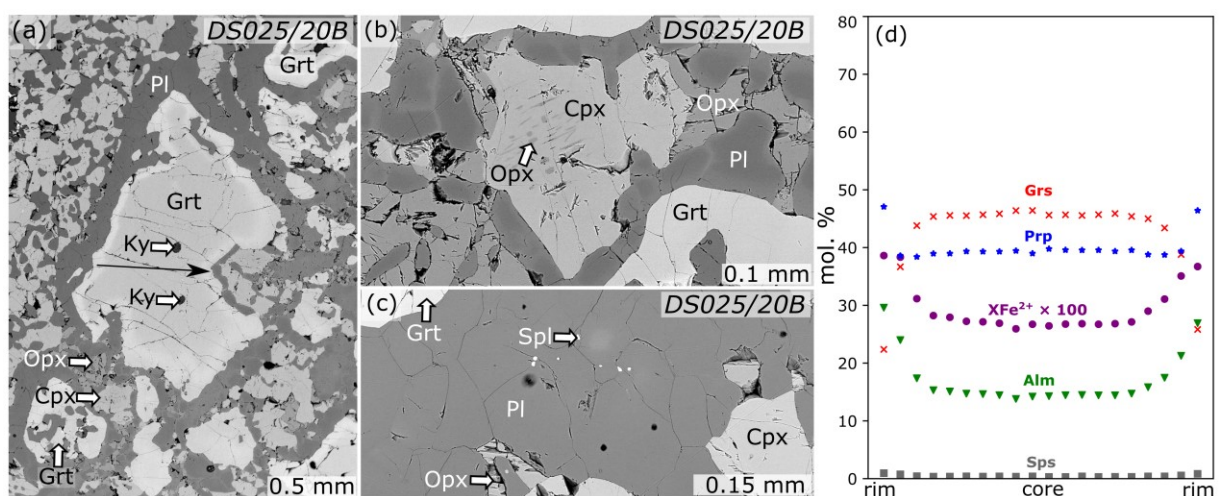 (a)
DS025/20B
Grt
Pl
Grt
Ky
Ky
Opx
Cpx
Grt
0.5 mm
(b)
DS025/20B
Cpx
Opx
Opx
Pl
Grt
0.1 mm
(c)
DS025/20B
Grt
Spl
Pl
Cpx
Opx
0.15 mm
(d)
mol. %
80
70
60
50
40
30
20
10
0
Grs
Prp
XFe²⁺ × 100
Alm
Sps
rim
core
rim